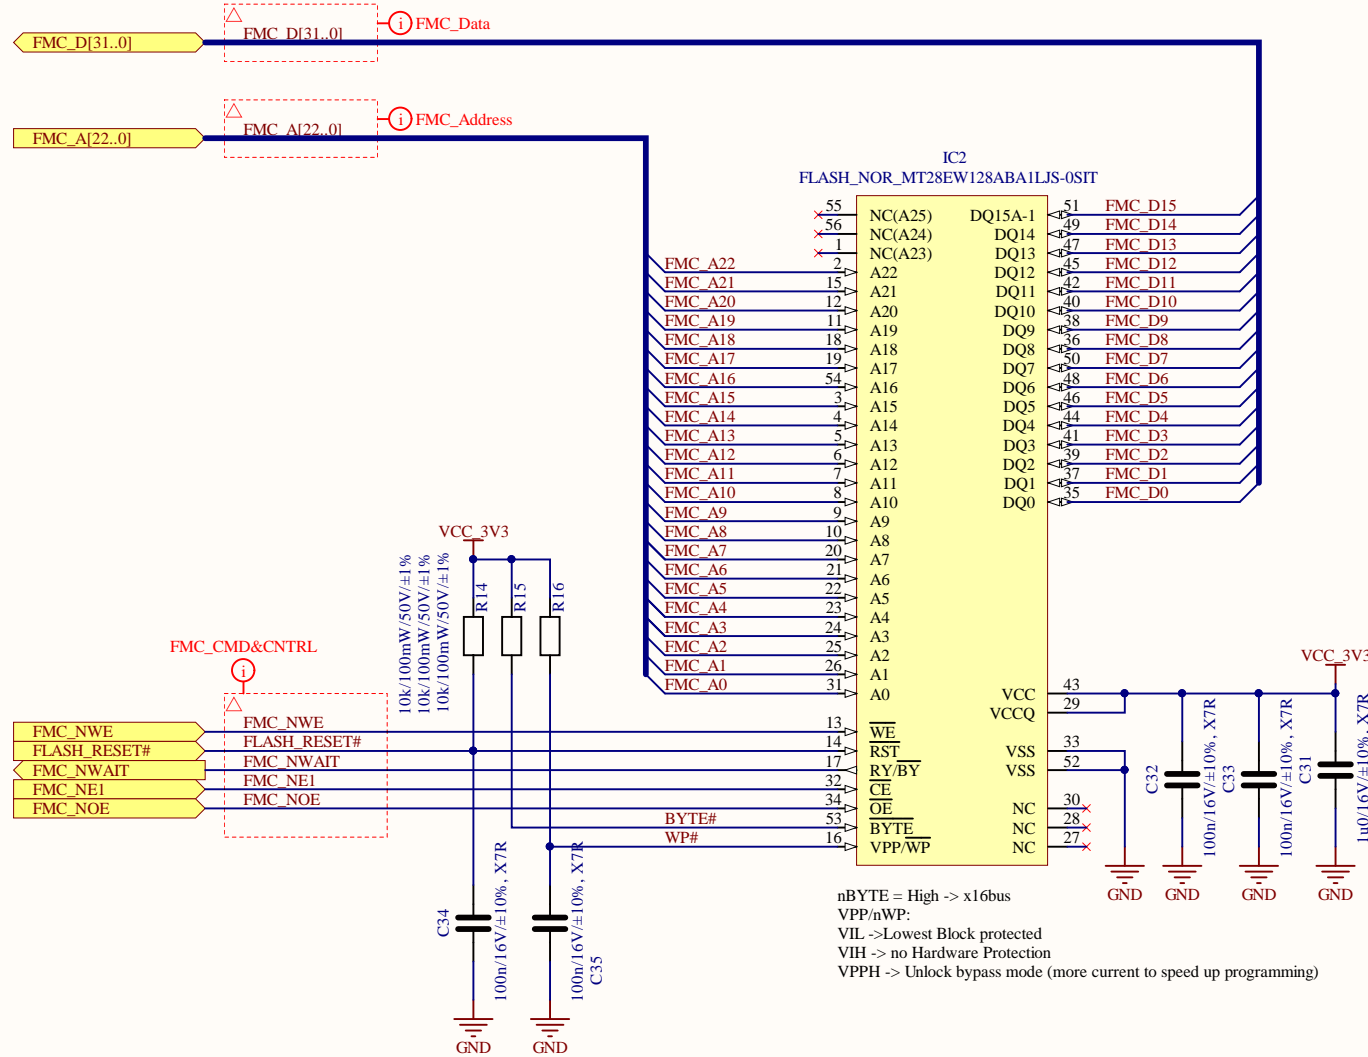 FMC_D[31..0]
FMC_D[31..0]
FMC_Data
FMC_A[22..0]
FMC_A[22..0]
FMC_Address
IC2
FLASH_NOR_MT28EW128ABA1LJS-0SIT
55 NC(A25)
56 NC(A24)
1 NC(A23)
FMC_A22 2 A22
FMC_A21 15 A21
FMC_A20 12 A20
FMC_A19 11 A19
FMC_A18 18 A18
FMC_A17 19 A17
FMC_A16 54 A16
FMC_A15 3 A15
FMC_A14 4 A14
FMC_A13 5 A13
FMC_A12 6 A12
FMC_A11 7 A11
FMC_A10 8 A10
FMC_A9 9 A9
FMC_A8 10 A8
FMC_A7 20 A7
FMC_A6 21 A6
FMC_A5 22 A5
FMC_A4 23 A4
FMC_A3 24 A3
FMC_A2 25 A2
FMC_A1 26 A1
FMC_A0 31 A0
DQ15A-1 51 FMC_D15
DQ14 49 FMC_D14
DQ13 47 FMC_D13
DQ12 45 FMC_D12
DQ11 42 FMC_D11
DQ10 40 FMC_D10
DQ9 38 FMC_D9
DQ8 36 FMC_D8
DQ7 50 FMC_D7
DQ6 48 FMC_D6
DQ5 46 FMC_D5
DQ4 44 FMC_D4
DQ3 41 FMC_D3
DQ2 39 FMC_D2
DQ1 37 FMC_D1
DQ0 35 FMC_D0
VCC_3V3
10k/100mW/50V/±1%
10k/100mW/50V/±1%
10k/100mW/50V/±1%
R14
R15
R16
FMC_CMD&CNTRL
FMC_NWE FMC_NWE 13 WE
FLASH_RESET# FLASH_RESET# 14 RST
FMC_NWAIT FMC_NWAIT 17 RY/BY
FMC_NE1 FMC_NE1 32 CE
FMC_NOE FMC_NOE 34 OE
BYTE# 53 BYTE
WP# 16 VPP/WP
VCC 43
VCCQ 29
VSS 33
VSS 52
NC 30
NC 28
NC 27
VCC_3V3
C32
100n/16V/±10%, X7R
C33
100n/16V/±10%, X7R
C31
1u0/16V/±10%, X7R
GND
GND
GND
GND
C34
100n/16V/±10%, X7R
100n/16V/±10%, X7R
C35
GND
GND
nBYTE = High -> x16bus
VPP/nWP:
VIL ->Lowest Block protected
VIH -> no Hardware Protection
VPPH -> Unlock bypass mode (more current to speed up programming)